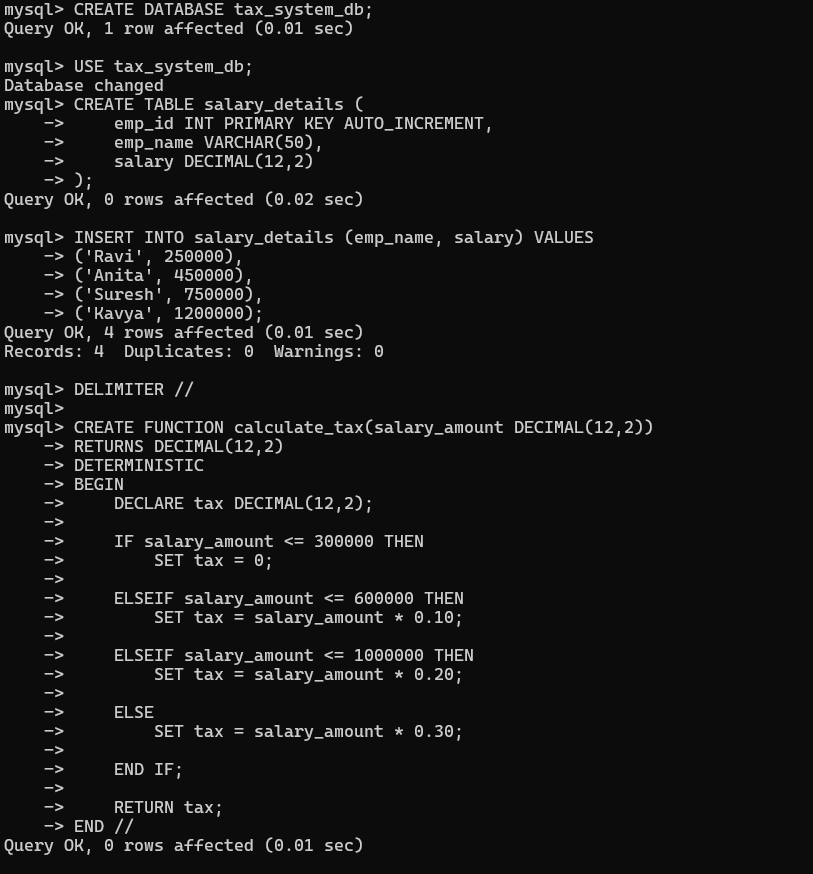 mysql> CREATE DATABASE tax_system_db;
Query OK, 1 row affected (0.01 sec)

mysql> USE tax_system_db;
Database changed
mysql> CREATE TABLE salary_details (
    ->     emp_id INT PRIMARY KEY AUTO_INCREMENT,
    ->     emp_name VARCHAR(50),
    ->     salary DECIMAL(12,2)
    -> );
Query OK, 0 rows affected (0.02 sec)

mysql> INSERT INTO salary_details (emp_name, salary) VALUES
    -> ('Ravi', 250000),
    -> ('Anita', 450000),
    -> ('Suresh', 750000),
    -> ('Kavya', 1200000);
Query OK, 4 rows affected (0.01 sec)
Records: 4  Duplicates: 0  Warnings: 0

mysql> DELIMITER //
mysql>
mysql> CREATE FUNCTION calculate_tax(salary_amount DECIMAL(12,2))
    -> RETURNS DECIMAL(12,2)
    -> DETERMINISTIC
    -> BEGIN
    ->     DECLARE tax DECIMAL(12,2);
    ->
    ->     IF salary_amount <= 300000 THEN
    ->         SET tax = 0;
    ->
    ->     ELSEIF salary_amount <= 600000 THEN
    ->         SET tax = salary_amount * 0.10;
    ->
    ->     ELSEIF salary_amount <= 1000000 THEN
    ->         SET tax = salary_amount * 0.20;
    ->
    ->     ELSE
    ->         SET tax = salary_amount * 0.30;
    ->
    ->     END IF;
    ->
    ->     RETURN tax;
    -> END //
Query OK, 0 rows affected (0.01 sec)